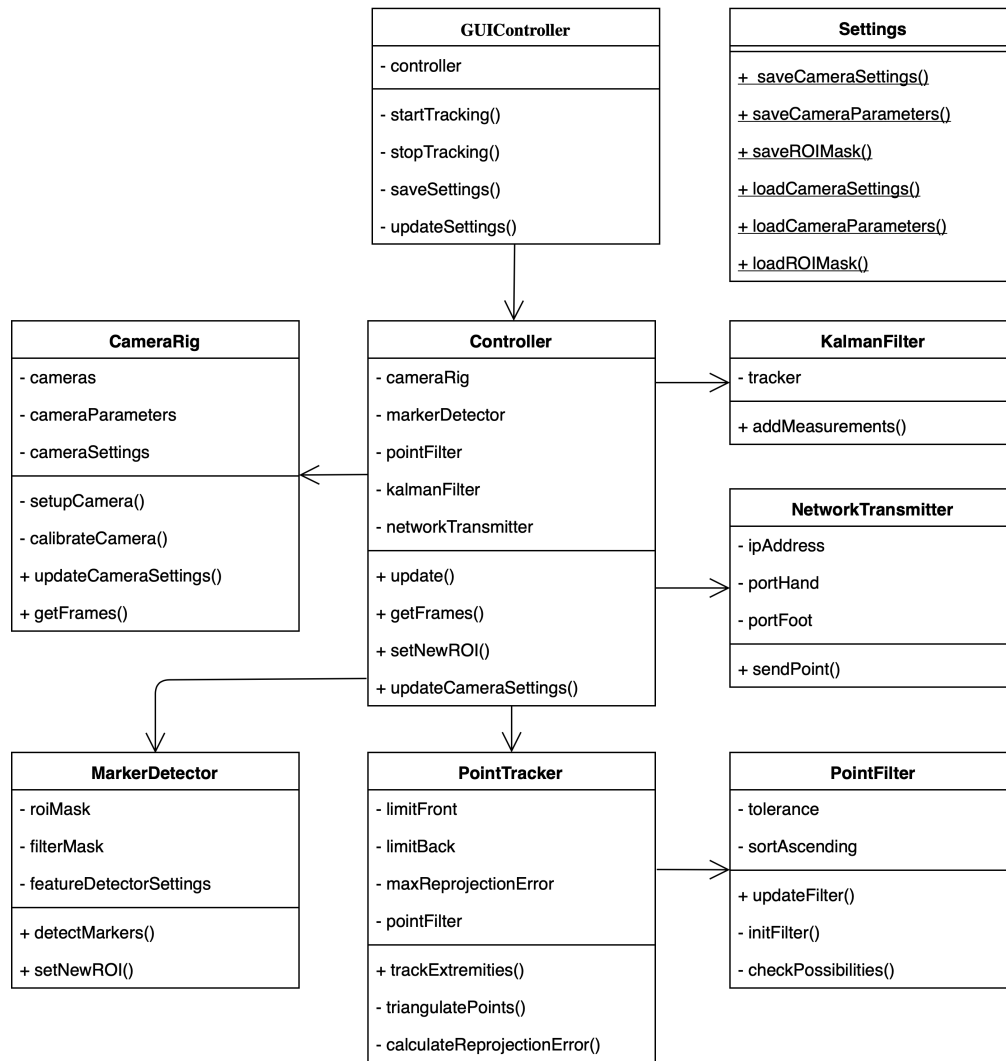 GUIController
- controller
- startTracking()
- stopTracking()
- saveSettings()
- updateSettings()
Settings
+ saveCameraSettings()
+ saveCameraParameters()
+ saveROIMask()
+ loadCameraSettings()
+ loadCameraParameters()
+ loadROIMask()
CameraRig
- cameras
- cameraParameters
- cameraSettings
- setupCamera()
- calibrateCamera()
+ updateCameraSettings()
+ getFrames()
Controller
- cameraRig
- markerDetector
- pointFilter
- kalmanFilter
- networkTransmitter
+ update()
+ getFrames()
+ setNewROI()
+ updateCameraSettings()
KalmanFilter
- tracker
+ addMeasurements()
NetworkTransmitter
- ipAddress
- portHand
- portFoot
+ sendPoint()
MarkerDetector
- roiMask
- filterMask
- featureDetectorSettings
+ detectMarkers()
+ setNewROI()
PointTracker
- limitFront
- limitBack
- maxReprojectionError
- pointFilter
+ trackExtremities()
- triangulatePoints()
- calculateReprojectionError()
PointFilter
- tolerance
- sortAscending
+ updateFilter()
- initFilter()
- checkPossibilities()